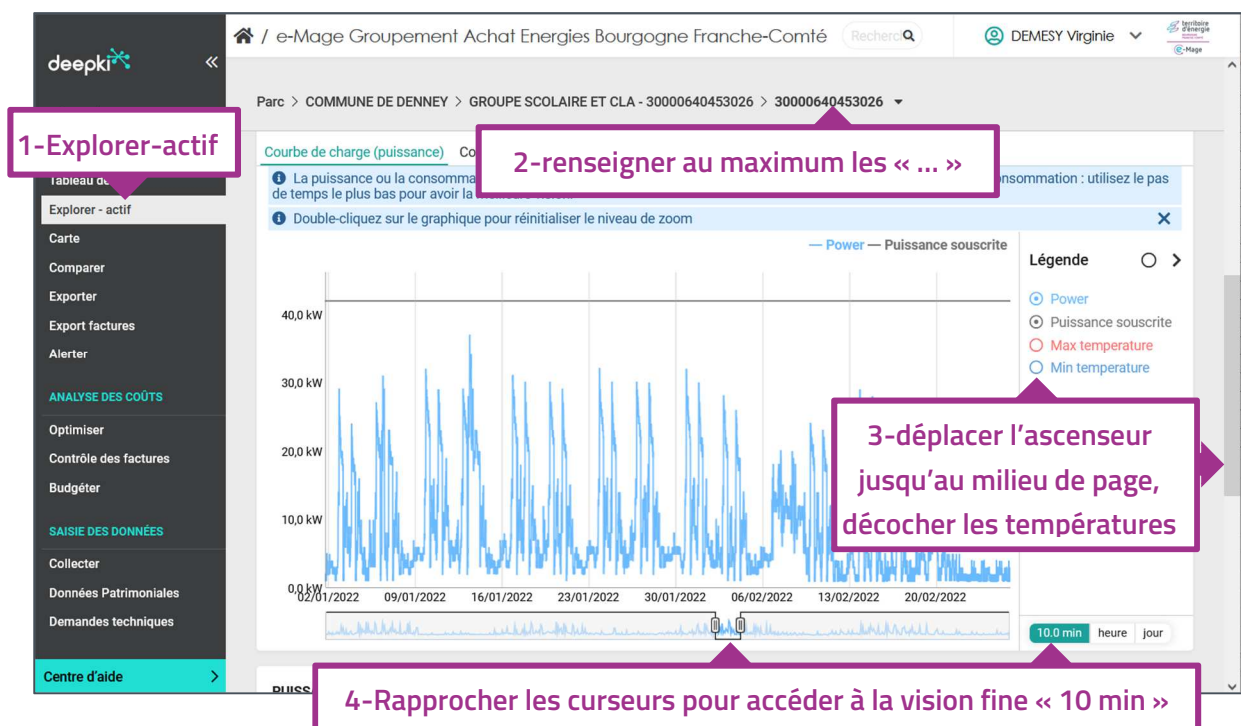 / e-Mage Groupement Achat Energies Bourgogne Franche-Comté
DEMESY Virginie
territoire
d'énergie
e-Mage
deepki
«
Parc > COMMUNE DE DENNEY > GROUPE SCOLAIRE ET CLA - 30000640453026 > 30000640453026
1-Explorer-actif
2-renseigner au maximum les « ... »
Courbe de charge (puissance)
La puissance ou la
onsommation : utilisez le pas
de temps le plus bas pour avoir la
Double-cliquez sur le graphique pour réinitialiser le niveau de zoom
Explorer - actif
Carte
Comparer
Exporter
Export factures
Alerter
ANALYSE DES COÛTS
Optimiser
Contrôle des factures
Budgéter
SAISIE DES DONNÉES
Collecter
Données Patrimoniales
Demandes techniques
Centre d'aide >
— Power — Puissance souscrite
40,0 kW
30,0 kW
20,0 kW
10,0 kW
0,0 kW
02/01/2022 09/01/2022 16/01/2022 23/01/2022 30/01/2022 06/02/2022 13/02/2022 20/02/2022
Légende
Power
Puissance souscrite
Max temperature
Min temperature
3-déplacer l'ascenseur
jusqu'au milieu de page,
décocher les températures
10.0 min heure jour
4-Rapprocher les curseurs pour accéder à la vision fine « 10 min »